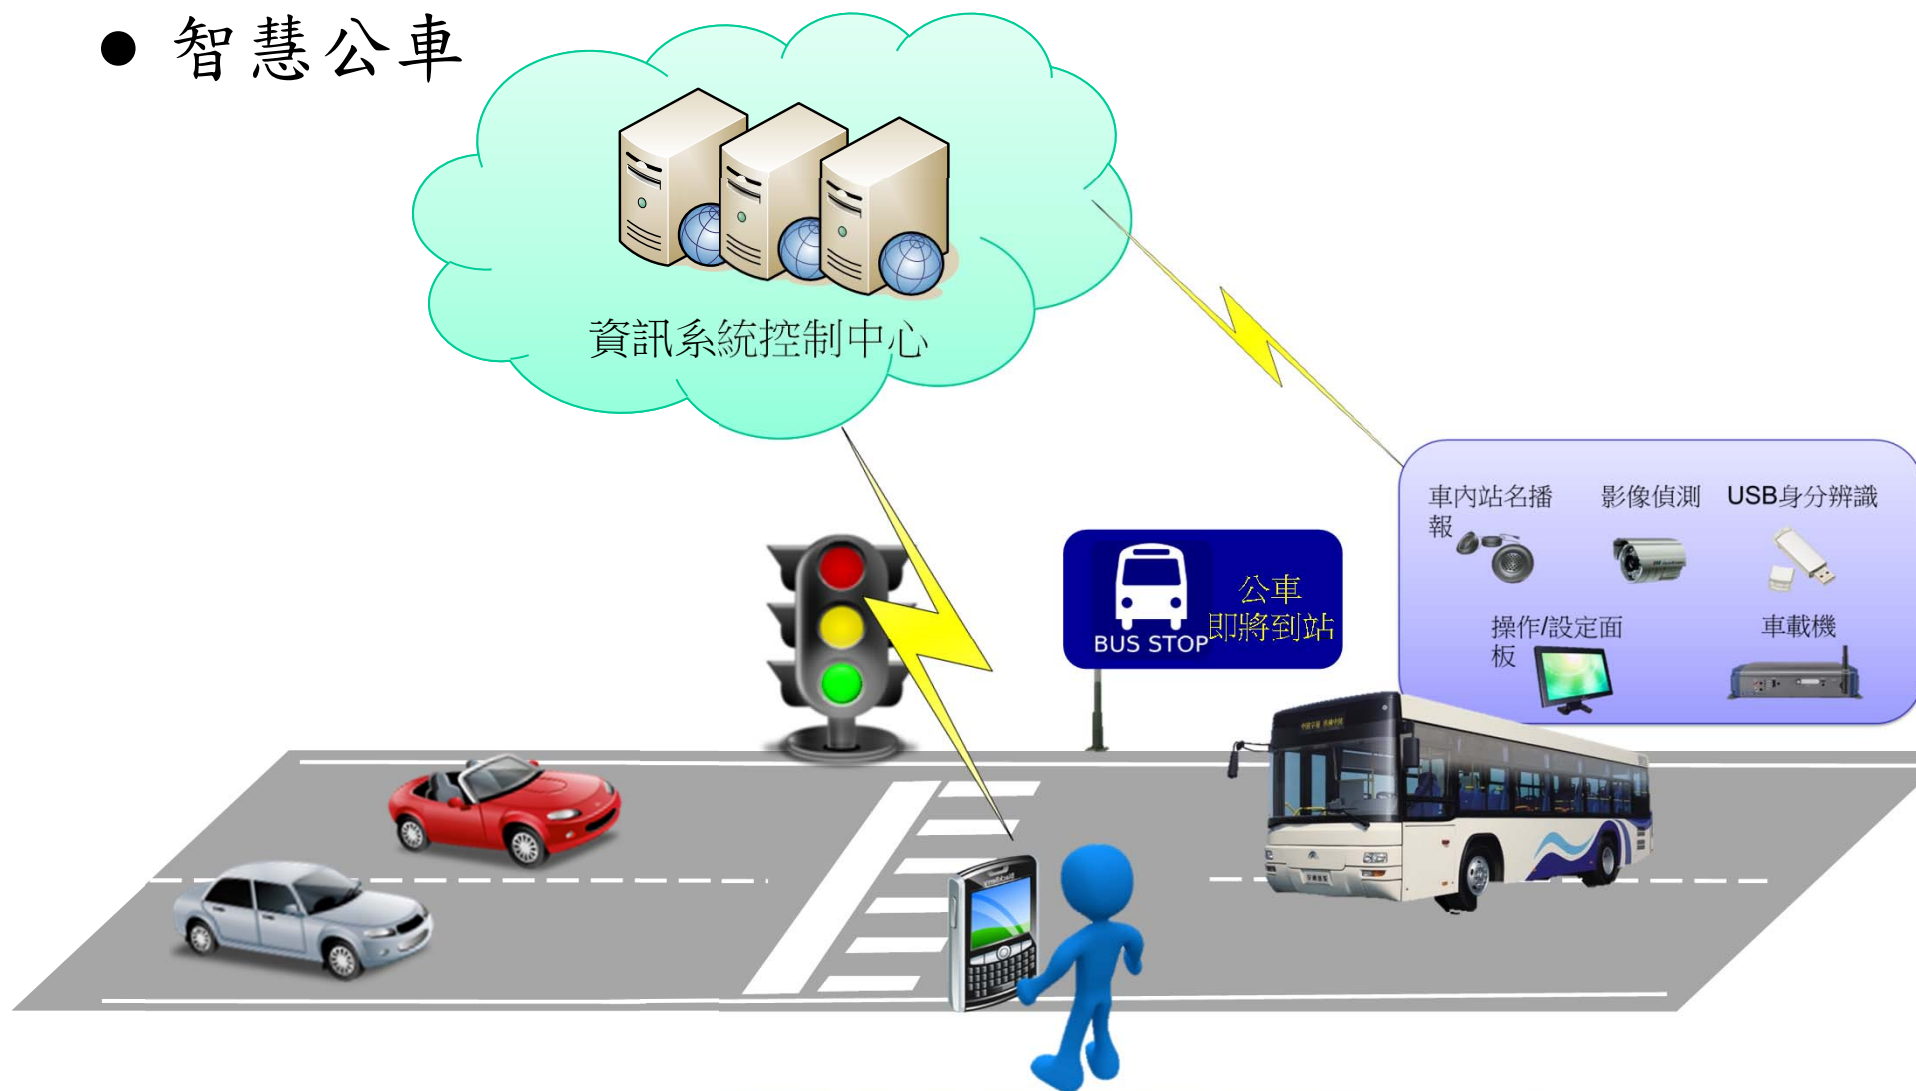 ● 智慧公車
資訊系統控制中心
車內站名播
報
影像偵測
USB身分辨識
操作/設定面
板
車載機
公車
即將到站
BUS STOP